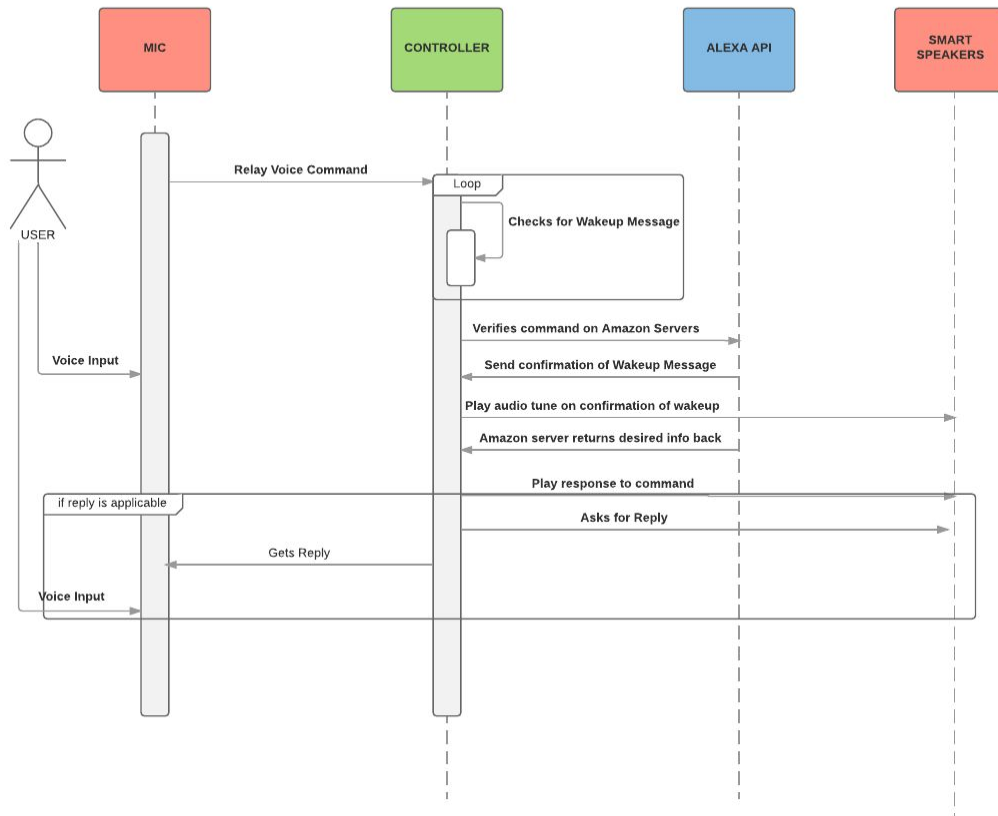 MIC
CONTROLLER
ALEXA API
SMART
SPEAKERS
USER
Relay Voice Command
Loop
Checks for Wakeup Message
Verifies command on Amazon Servers
Voice Input
Send confirmation of Wakeup Message
Play audio tune on confirmation of wakeup
Amazon server returns desired info back
Play response to command
if reply is applicable
Asks for Reply
Gets Reply
Voice Input